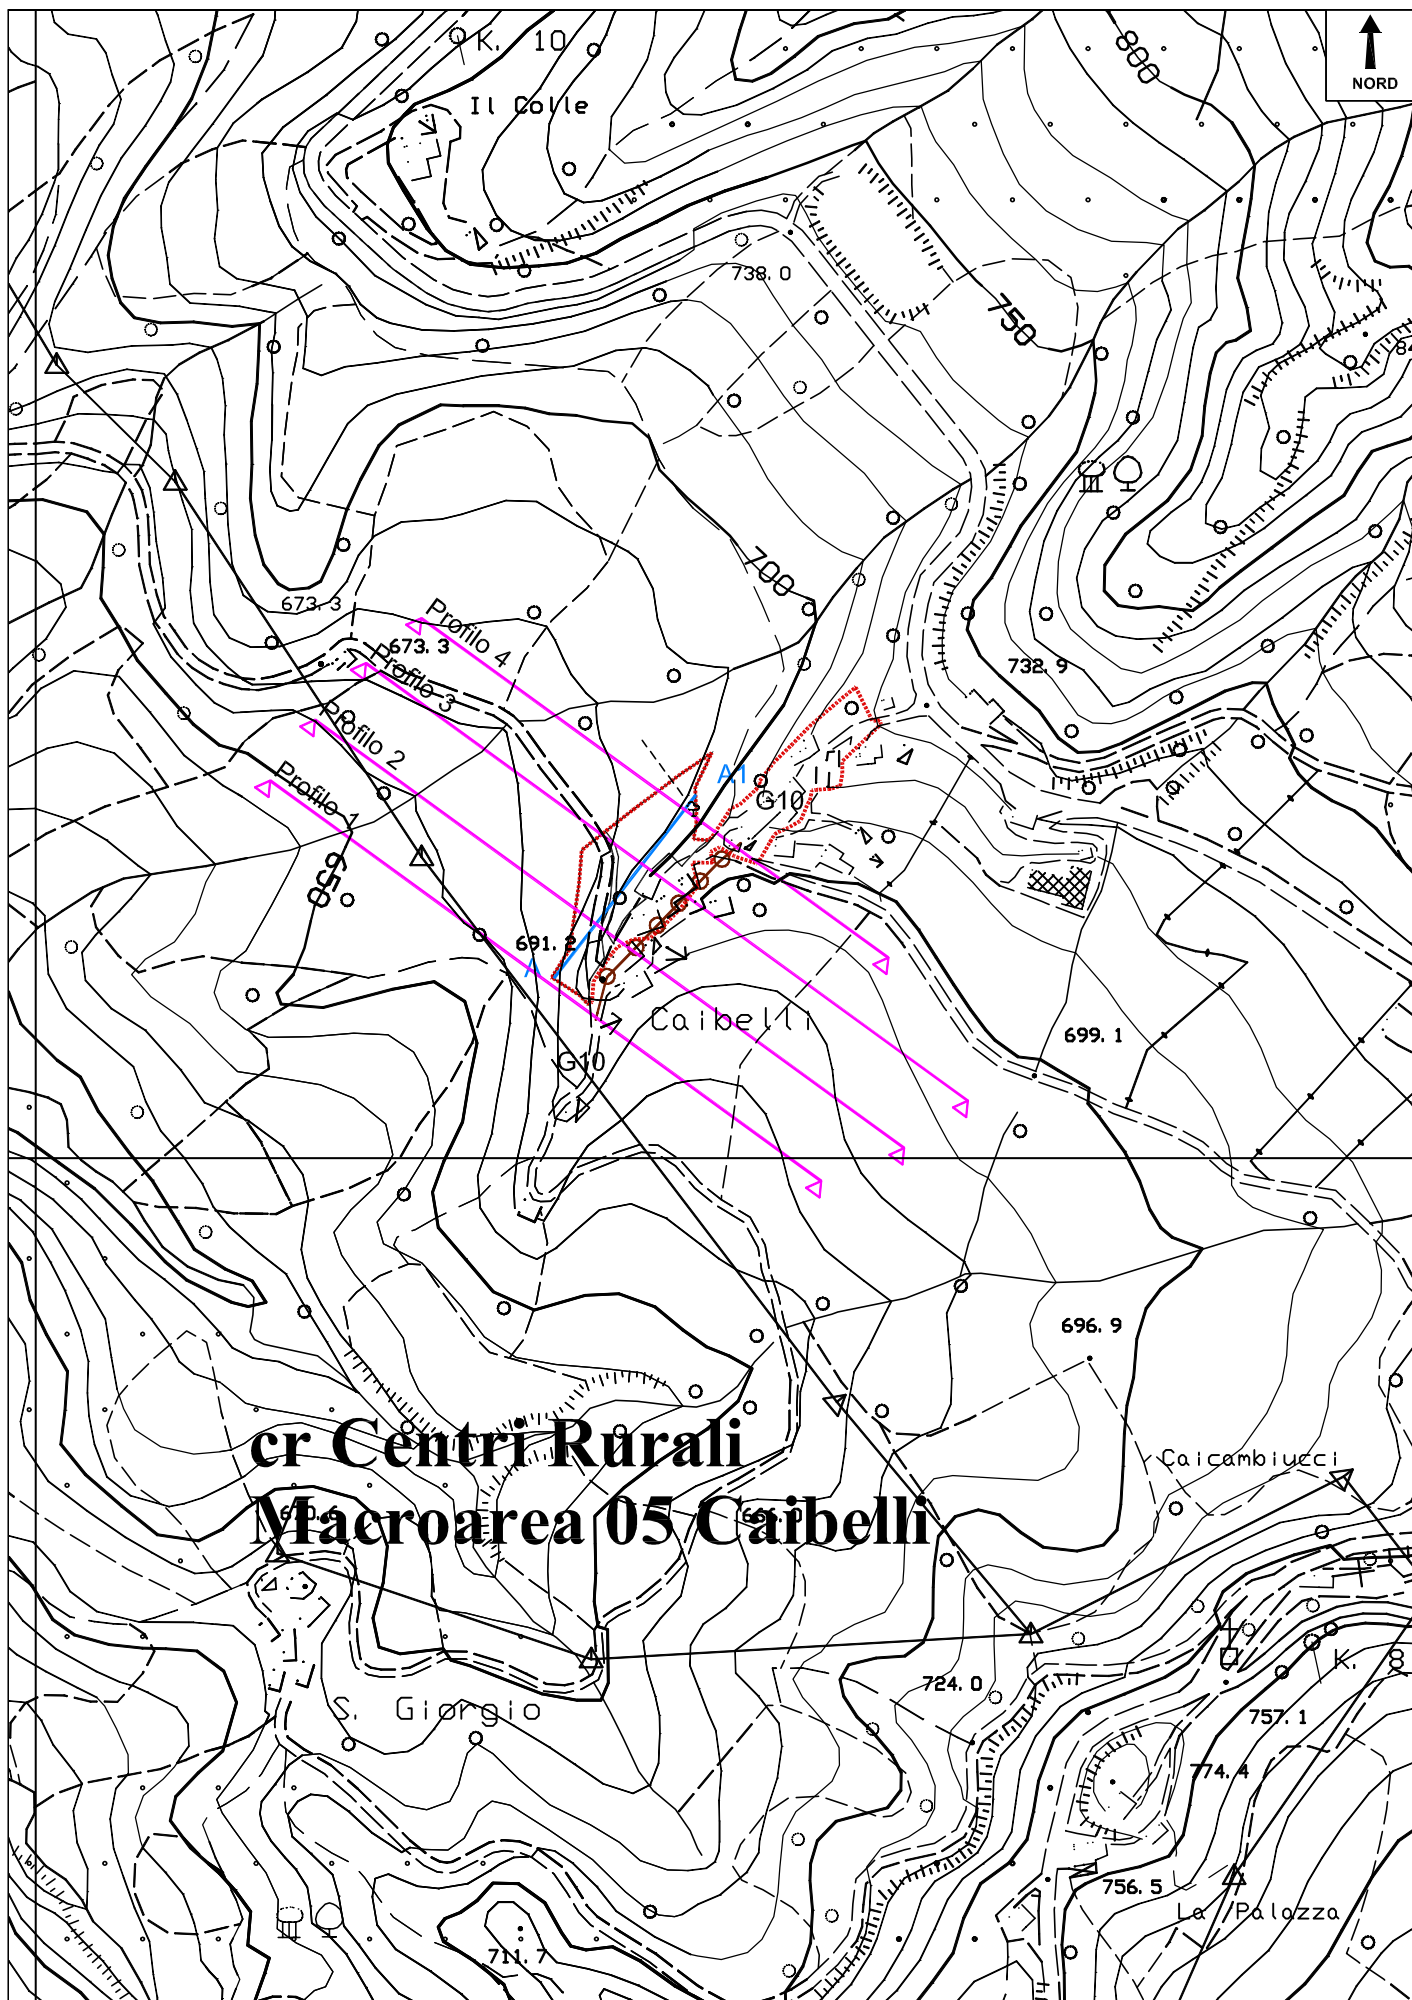 K. 10
Il Colle
800
NORD
738. 0
750
700
673. 3
673. 3
Profilo 4
Profilo 3
Profilo 2
Profilo 1
732. 9
A1
G10
650
691. 2
A
Caibelli
G10
699. 1
696. 9
cr Centri Rurali
Caicambiucci
Macroarea 05 Caibelli
K. 8
724. 0
S. Giorgio
757. 1
774. 4
756. 5
La Palazza
711. 7